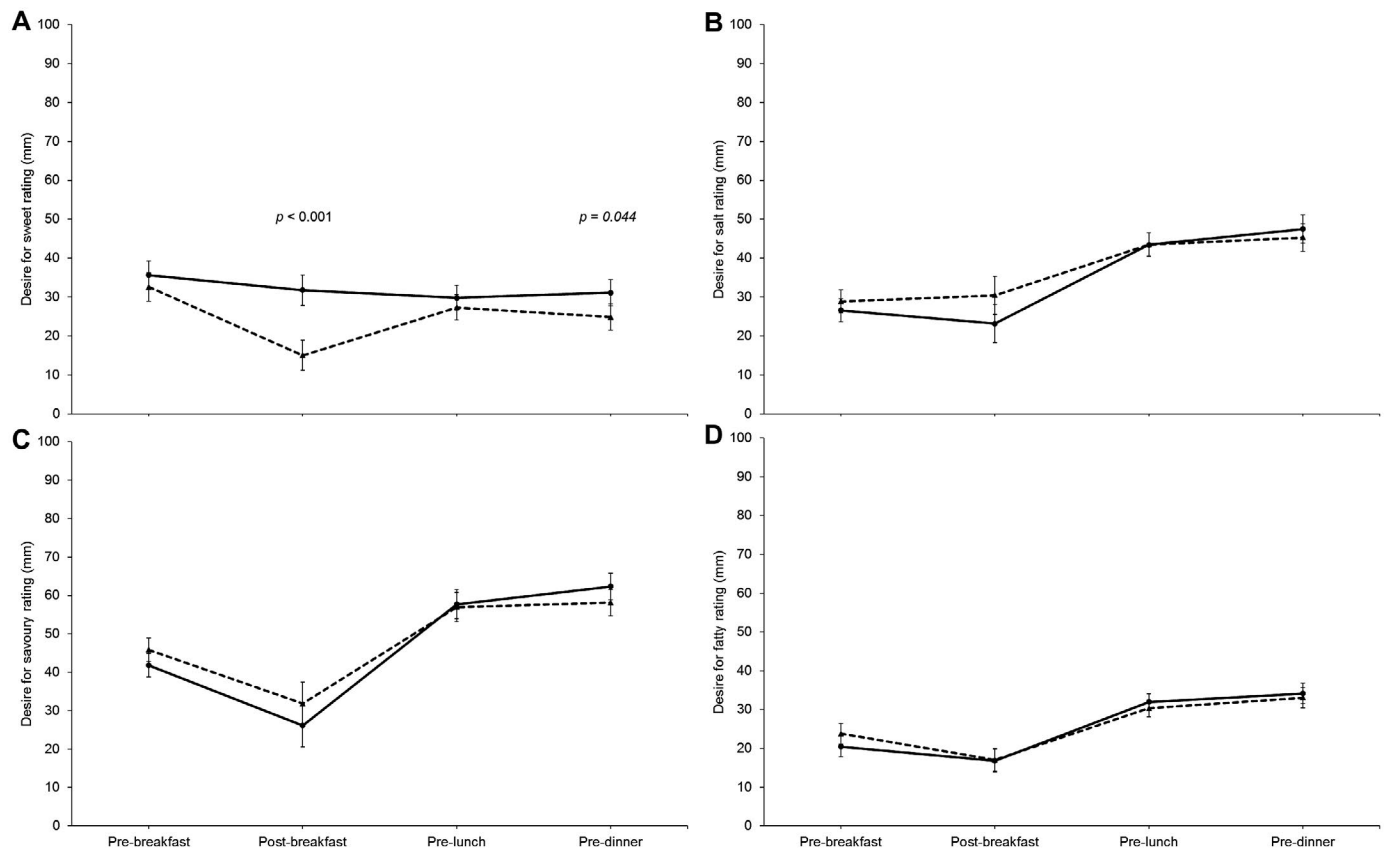 A
100
90
80
70
60
50
40
30
20
10
0
Desire for sweet rating (mm)
p < 0.001
p = 0.044
B
100
90
80
70
60
50
40
30
20
10
0
Desire for salt rating (mm)
C
100
90
80
70
60
50
40
30
20
10
0
Desire for savoury rating (mm)
Pre-breakfast
Post-breakfast
Pre-lunch
Pre-dinner
D
100
90
80
70
60
50
40
30
20
10
0
Desire for fatty rating (mm)
Pre-breakfast
Post-breakfast
Pre-lunch
Pre-dinner